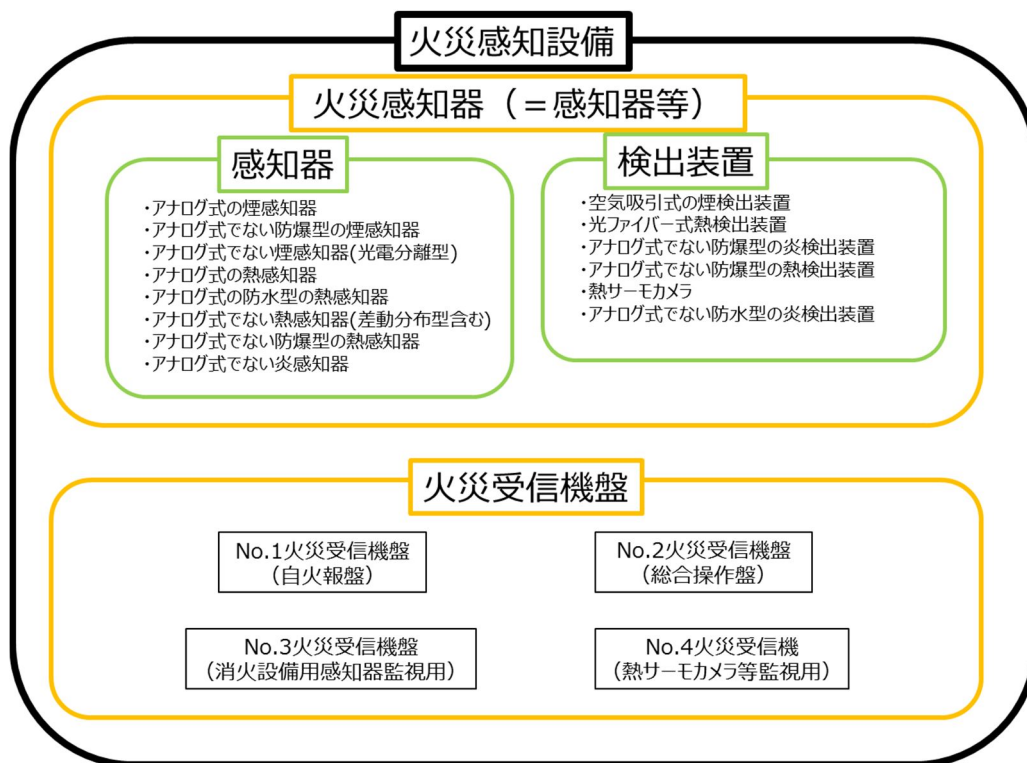 火災感知設備
火災感知器（＝感知器等）
感知器
・アナログ式の煙感知器
・アナログ式でない防爆型の煙感知器
・アナログ式でない煙感知器(光電分離型)
・アナログ式の熱感知器
・アナログ式の防水型の熱感知器
・アナログ式でない熱感知器(差動分布型含む)
・アナログ式でない防爆型の熱感知器
・アナログ式でない炎感知器
検出装置
・空気吸引式の煙検出装置
・光ファイバー式熱検出装置
・アナログ式でない防爆型の炎検出装置
・アナログ式でない防爆型の熱検出装置
・熱サーモカメラ
・アナログ式でない防水型の炎検出装置
火災受信機盤
No.1火災受信機盤
（自火報盤）
No.2火災受信機盤
（総合操作盤）
No.3火災受信機盤
（消火設備用感知器監視用）
No.4火災受信機
（熱サーモカメラ等監視用）